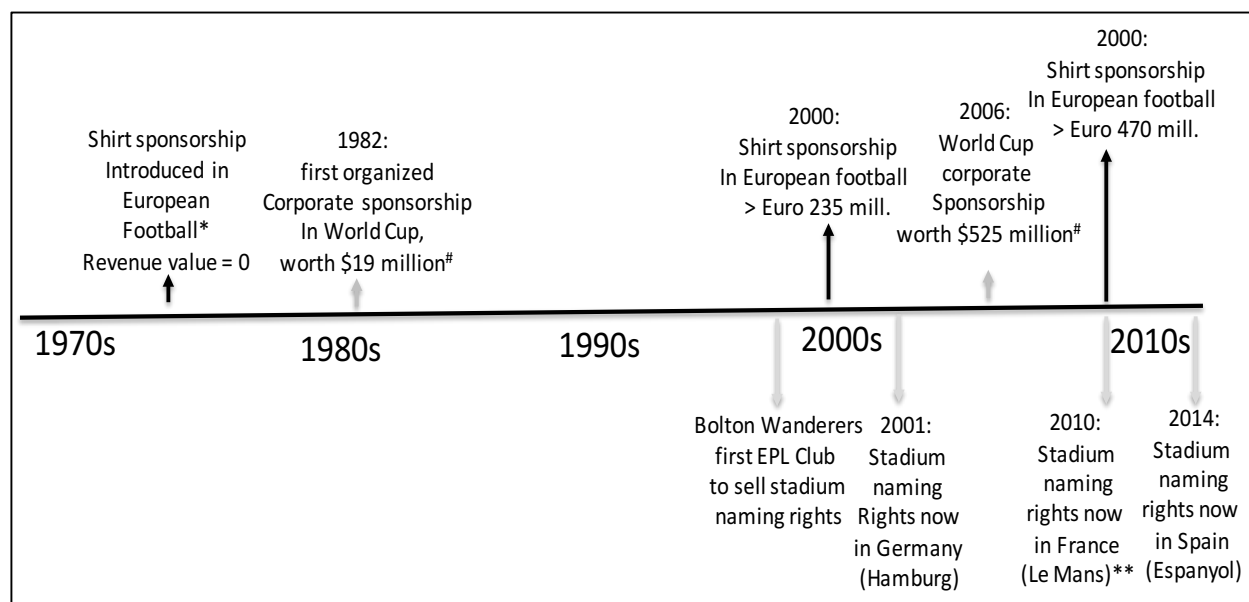 Shirt sponsorship
Introduced in
European
Football*
Revenue value = 0
1982:
first organized
Corporate sponsorship
In World Cup,
worth $19 million#
2000:
Shirt sponsorship
In European football
> Euro 235 mill.
2006:
World Cup
corporate
Sponsorship
worth $525 million#
2000:
Shirt sponsorship
In European football
> Euro 470 mill.
1970s
1980s
1990s
2000s
2010s
Bolton Wanderers
first EPL Club
to sell stadium
naming rights
2001:
Stadium
naming
Rights now
in Germany
(Hamburg)
2010:
Stadium
naming
rights now
in France
(Le Mans)**
2014:
Stadium
naming
rights now
in Spain
(Espanyol)